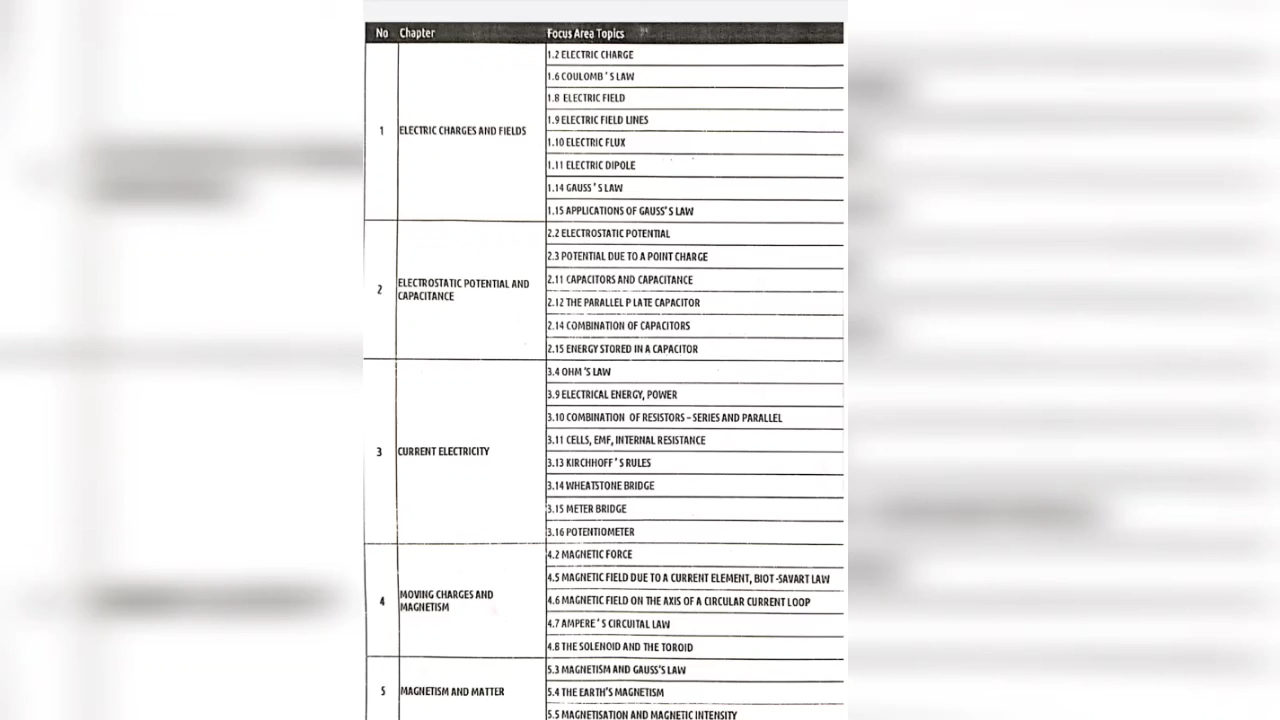 No Chapter Focus Area Topics
1 ELECTRIC CHARGES AND FIELDS
1.2 ELECTRIC CHARGE
1.6 COULOMB'S LAW
1.8 ELECTRIC FIELD
1.9 ELECTRIC FIELD LINES
1.10 ELECTRIC FLUX
1.11 ELECTRIC DIPOLE
1.14 GAUSS'S LAW
1.15 APPLICATIONS OF GAUSS'S LAW
2 ELECTROSTATIC POTENTIAL AND
CAPACITANCE
2.2 ELECTROSTATIC POTENTIAL
2.3 POTENTIAL DUE TO A POINT CHARGE
2.11 CAPACITORS AND CAPACITANCE
2.12 THE PARALLEL PLATE CAPACITOR
2.14 COMBINATION OF CAPACITORS
2.15 ENERGY STORED IN A CAPACITOR
3 CURRENT ELECTRICITY
3.4 OHM'S LAW
3.9 ELECTRICAL ENERGY, POWER
3.10 COMBINATION OF RESISTORS – SERIES AND PARALLEL
3.11 CELLS, EMF, INTERNAL RESISTANCE
3.13 KIRCHHOFF'S RULES
3.14 WHEATSTONE BRIDGE
3.15 METER BRIDGE
3.16 POTENTIOMETER
4 MOVING CHARGES AND
MAGNETISM
4.2 MAGNETIC FORCE
4.5 MAGNETIC FIELD DUE TO A CURRENT ELEMENT, BIOT-SAVART LAW
4.6 MAGNETIC FIELD ON THE AXIS OF A CIRCULAR CURRENT LOOP
4.7 AMPERE'S CIRCUITAL LAW
4.8 THE SOLENOID AND THE TOROID
5 MAGNETISM AND MATTER
5.3 MAGNETISM AND GAUSS'S LAW
5.4 THE EARTH'S MAGNETISM
5.5 MAGNETISATION AND MAGNETIC INTENSITY